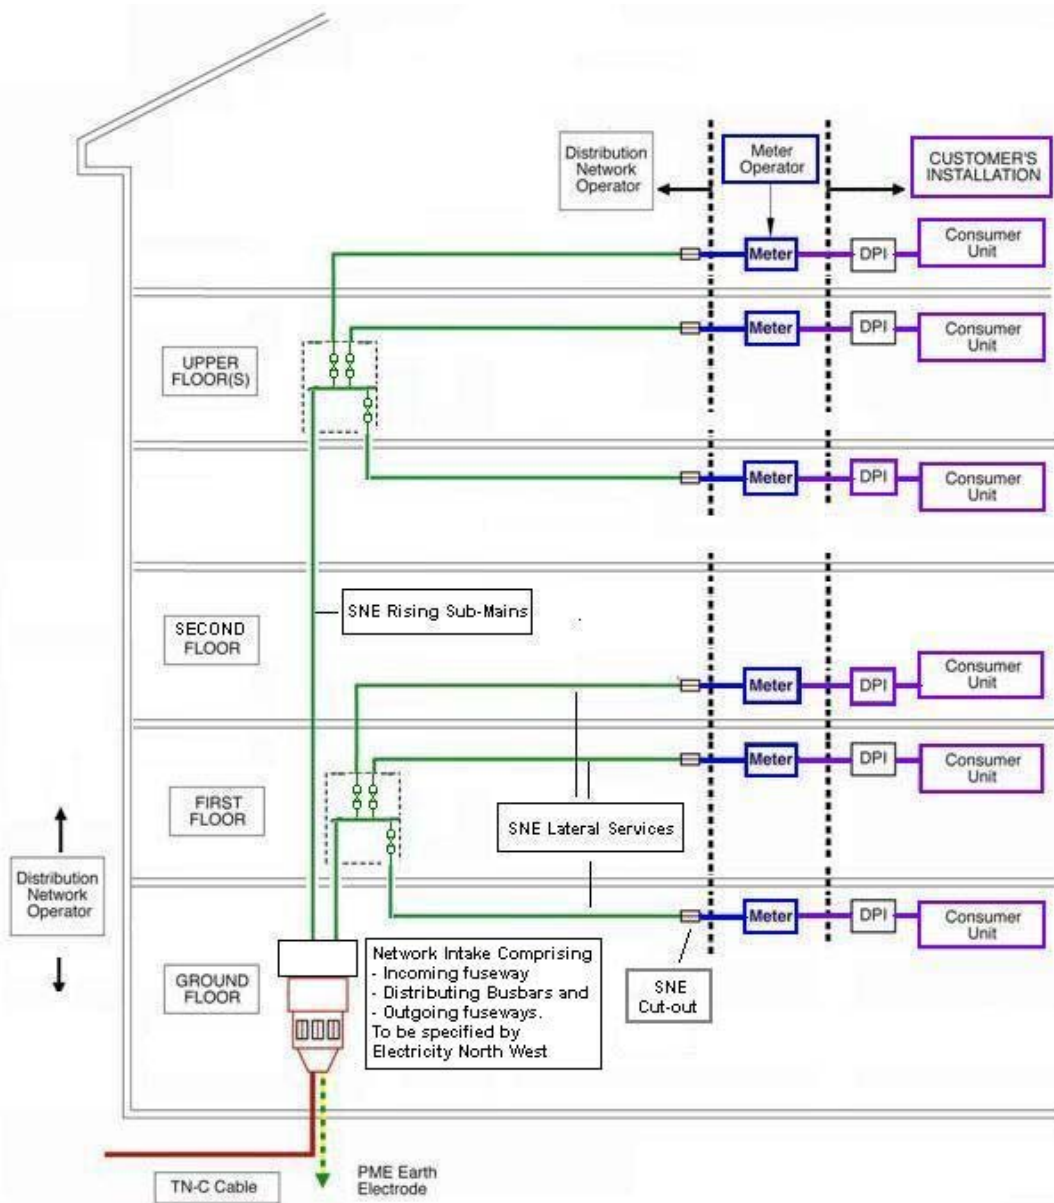 Distribution
Network
Operator
Meter
Operator
CUSTOMER'S
INSTALLATION
Meter
DPI
Consumer
Unit
UPPER
FLOOR(S)
Meter
DPI
Consumer
Unit
Meter
DPI
Consumer
Unit
SNE Rising Sub-Mains
SECOND
FLOOR
Meter
DPI
Consumer
Unit
Meter
DPI
Consumer
Unit
FIRST
FLOOR
SNE Lateral Services
Distribution
Network
Operator
Meter
DPI
Consumer
Unit
GROUND
FLOOR
Network Intake Comprising
- Incoming fuseway
- Distributing Busbars and
- Outgoing fuseways.
To be specified by
Electricity North West
SNE
Cut-out
TN-C Cable
PME Earth
Electrode